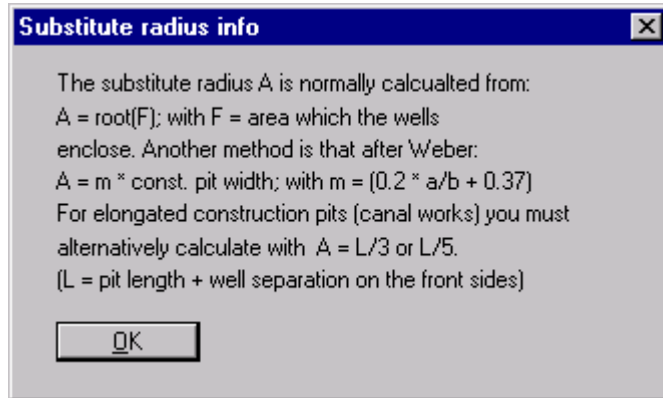 Substitute radius info
The substitute radius A is normally calcualted from:
A = root(F); with F = area which the wells
enclose. Another method is that after Weber:
A = m * const. pit width; with m = (0.2 * a/b + 0.37)
For elongated construction pits (canal works) you must
alternatively calculate with  A = L/3 or L/5.
(L = pit length + well separation on the front sides)
OK